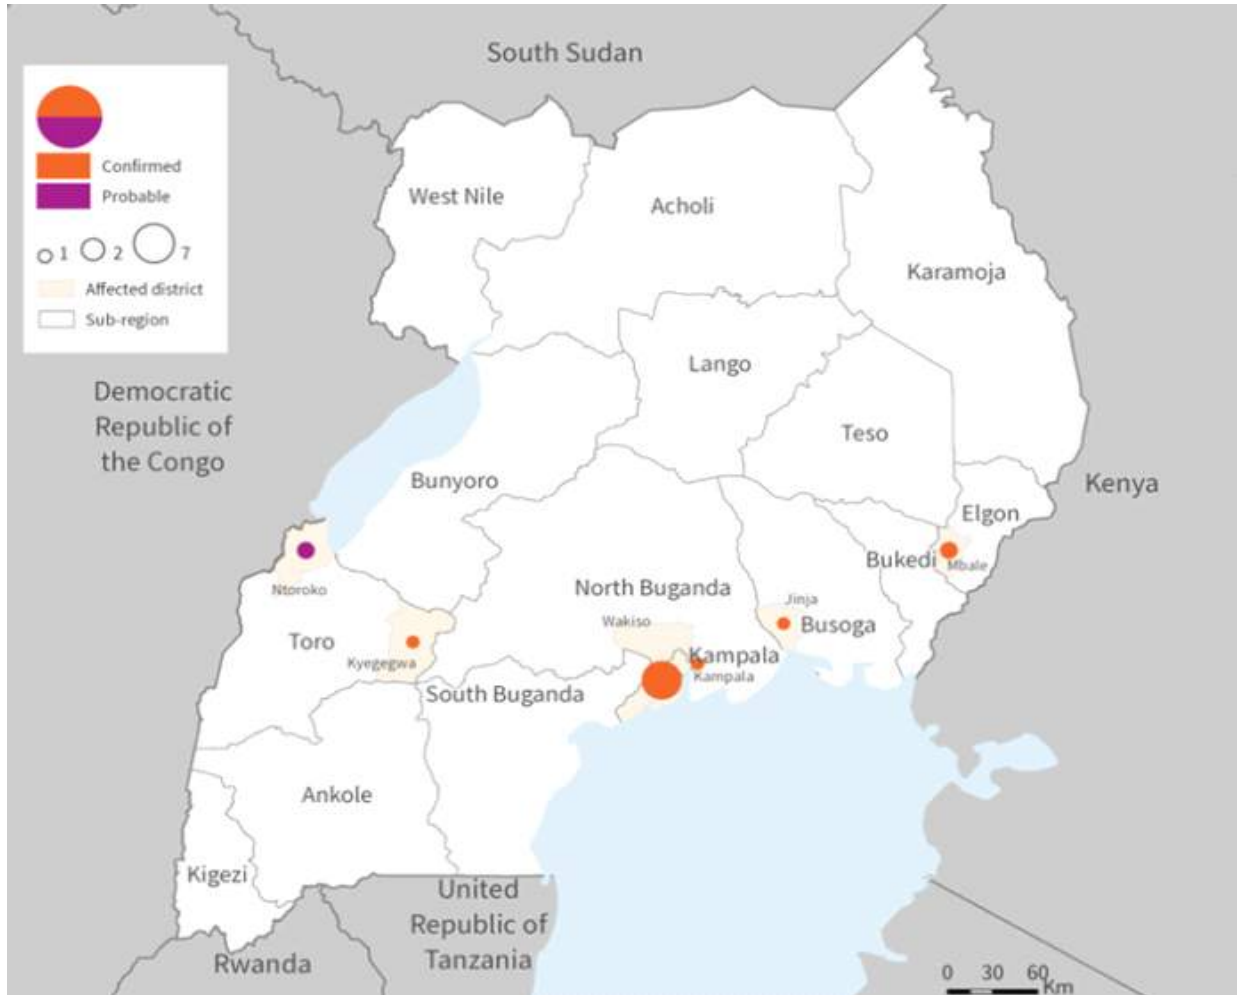 South Sudan
Confirmed
Probable
1 2 7
Affected district
Sub-region
West Nile
Acholi
Karamoja
Democratic
Republic of
the Congo
Lango
Teso
Bunyoro
Kenya
Elgon
Bukedi
Mbale
Ntoroko
North Buganda
Jinja
Wakiso
Busoga
Toro
Kyegegwa
Kampala
Kampala
South Buganda
Ankole
Kigezi
United
Republic of
Tanzania
Rwanda
0 30 60
Km